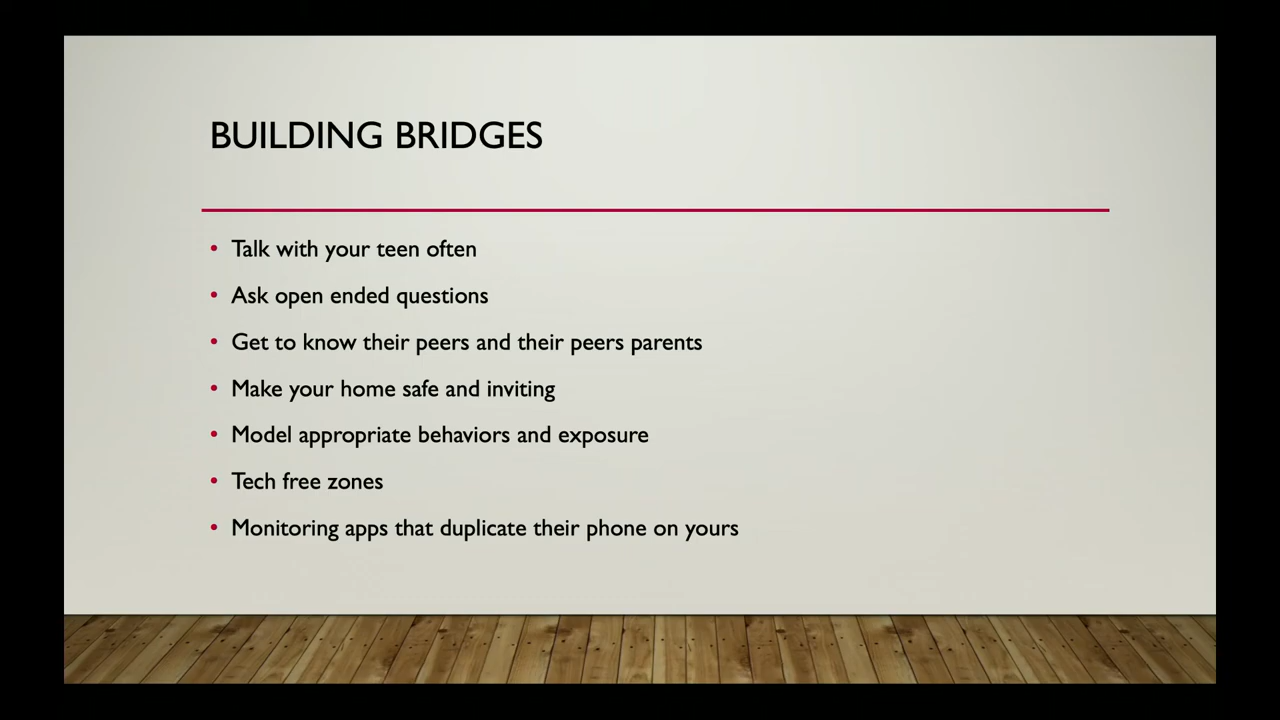 BUILDING BRIDGES
• Talk with your teen often
• Ask open ended questions
• Get to know their peers and their peers parents
• Make your home safe and inviting
• Model appropriate behaviors and exposure
• Tech free zones
• Monitoring apps that duplicate their phone on yours